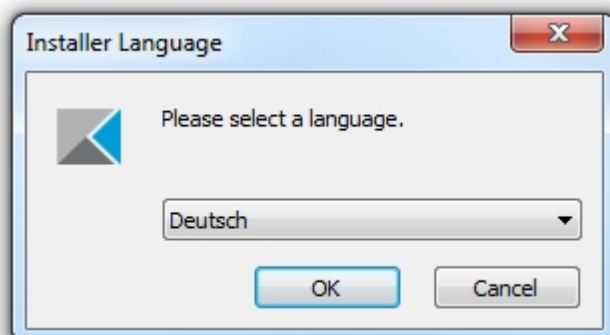 Installer Language
Please select a language.
Deutsch
OK
Cancel